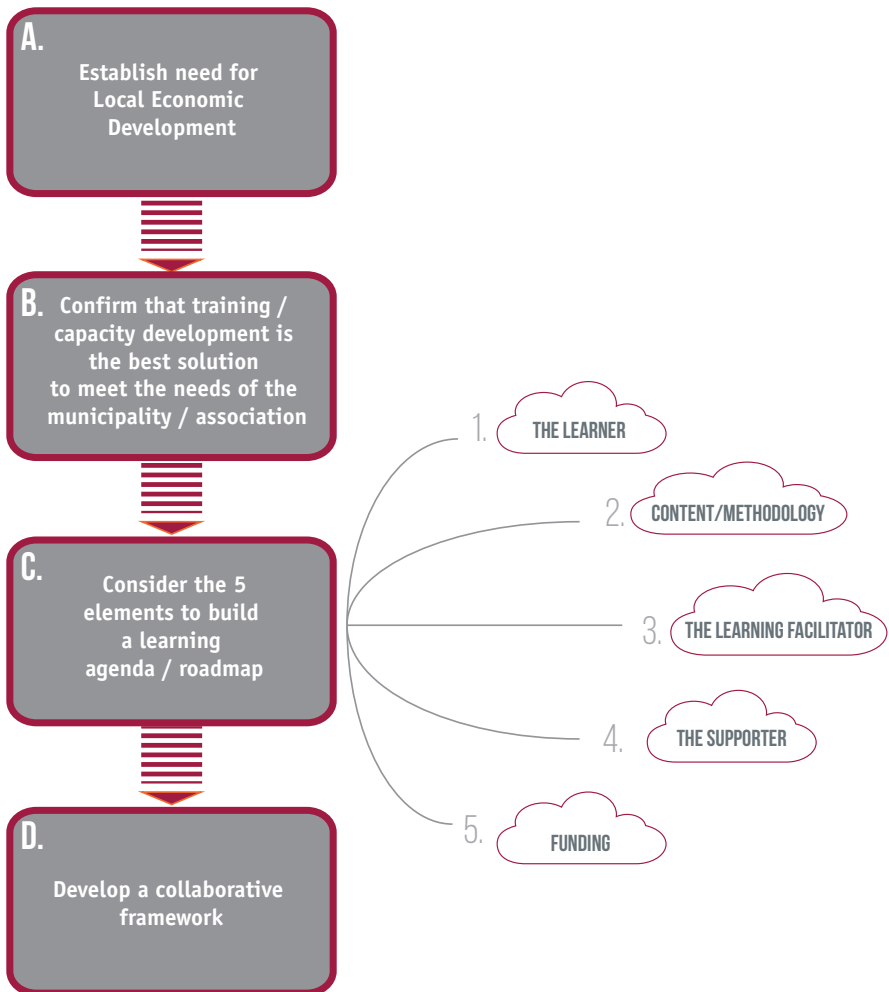 A.
Establish need for
Local Economic
Development
B. Confirm that training /
capacity development is
the best solution
to meet the needs of the
municipality / association
C.
Consider the 5
elements to build
a learning
agenda / roadmap
1. THE LEARNER
2. CONTENT/METHODOLOGY
3. THE LEARNING FACILITATOR
4. THE SUPPORTER
5. FUNDING
D.
Develop a collaborative
framework